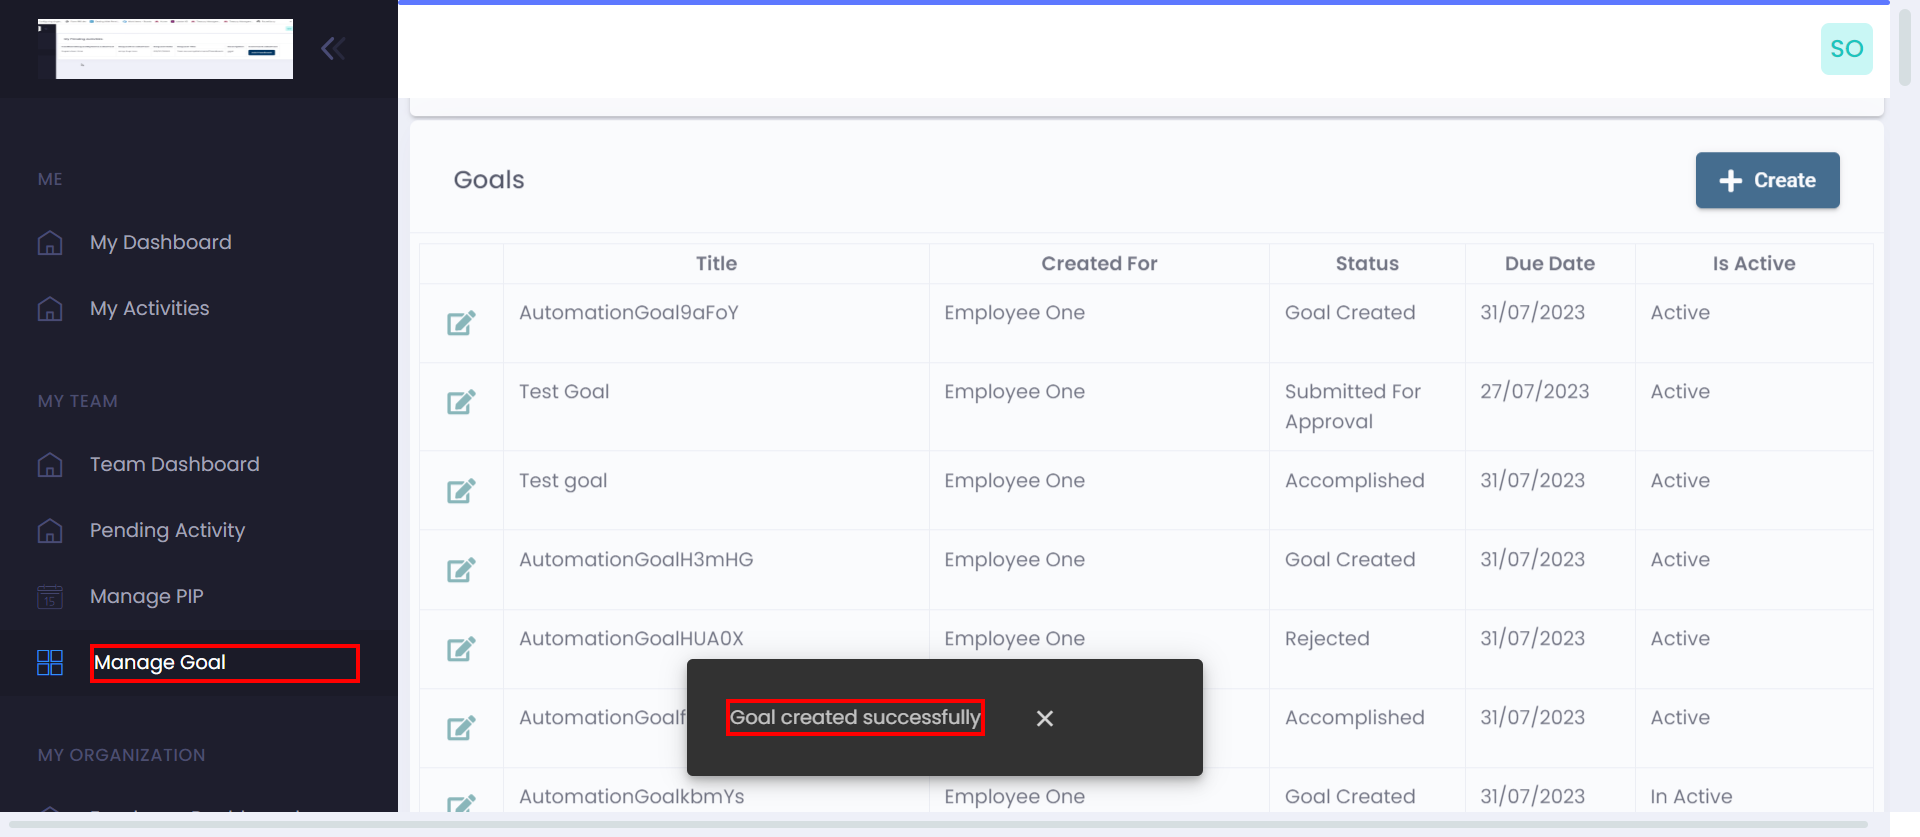 SO
ME
My Dashboard
My Activities
MY TEAM
Team Dashboard
Pending Activity
15
Manage PIP
Manage Goal
MY ORGANIZATION
Goals
Create
Title Created For Status Due Date Is Active
AutomationGoal9aFoY Employee One Goal Created 31/07/2023 Active
Test Goal Employee One Submitted For Approval 27/07/2023 Active
Test goal Employee One Accomplished 31/07/2023 Active
AutomationGoalH3mHG Employee One Goal Created 31/07/2023 Active
AutomationGoalHUA0X Employee One Rejected 31/07/2023 Active
Accomplished 31/07/2023 Active
AutomationGoalkbmYs Employee One Goal Created 31/07/2023 In Active
Goal created successfully